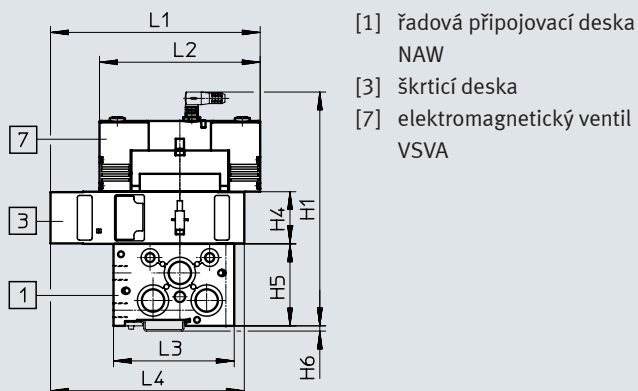 L1
L2
7
3
1
H1
H4
H5
H6
L3
L4
[1] řadová připojovací deska
NAW
[3] škrticí deska
[7] elektromagnetický ventil
VSVA